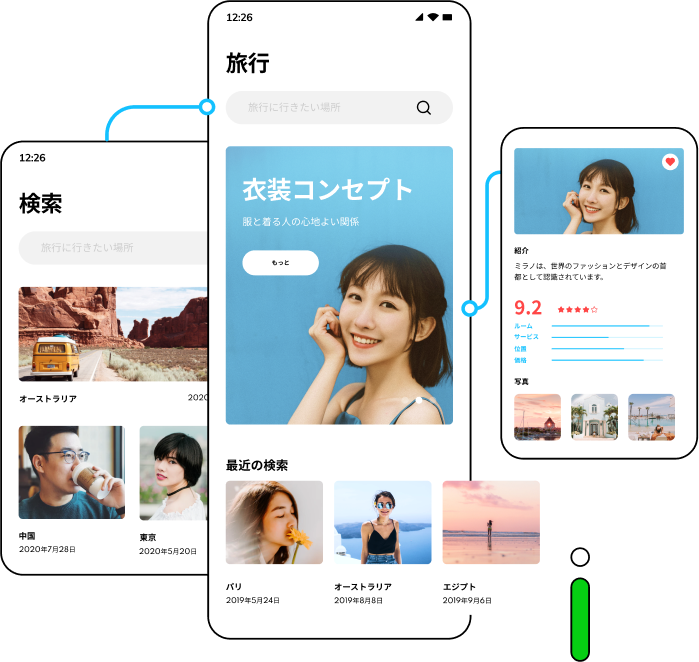 12:26
旅行
旅行に行きたい場所
衣装コンセプト
服と着る人の心地よい関係
もっと
最近の検索
パリ
2019年5月24日
オーストラリア
2019年8月8日
エジプト
2019年9月6日
12:26
検索
旅行に行きたい場所
オーストラリア
2020
中国
2020年7月28日
東京
2020年5月20日
紹介
ミラノは、世界のファッションとデザインの首
都として認識されています。
9.2
ルーム
サービス
位置
価格
写真